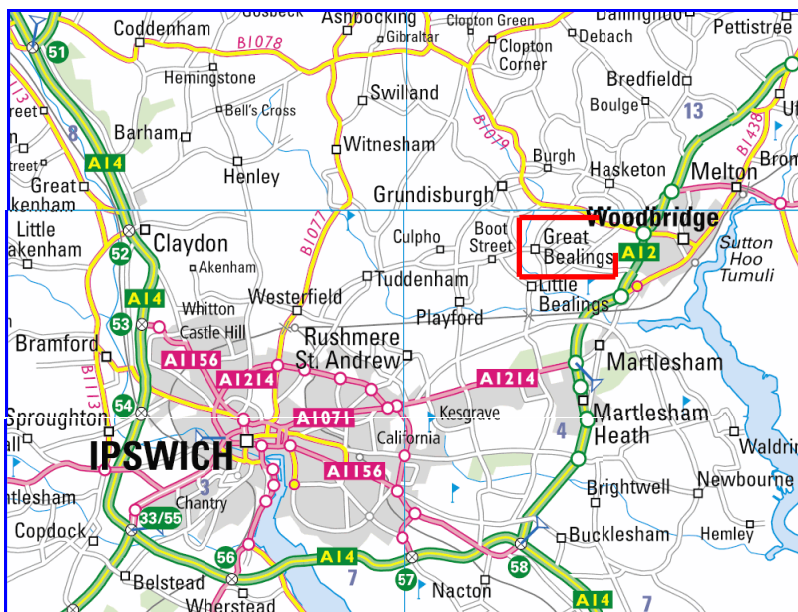 51
Coddenham
Gosbeck
B1078
Ashbocking
Gibraltar
Clopton Green
Clopton
Corner
Debach
Dallinghoo
Pettistree
Hemingstone
Bredfield
Boulge
13
Swilland
Bell's Cross
B1079
B1438
8
Barham
Witnesham
Burgh
Hasketon
Melton
A14
Henley
Grundisburgh
Great
Woodbridge
Little
52
Claydon
B1077
Culpho
Boot
Street
Great
Bealings
A12
Sutton
Hoo
Tumuli
Akenham
Tuddenham
Little
Bealings
A14
Whitton
Westerfield
Playford
53
Castle Hill
Rushmere
St. Andrew
Bramford
A1156
Martlesham
A1214
A1214
B1113
54
A1071
Kesgrave
Martlesham
Heath
Sproughton
California
4
IPSWICH
A1156
3
Chantry
Brightwell
Newbourne
33/55
Copdock
Bucklesham
Hemley
56
A14
7
57
58
Belstead
Nacton
Wherstead
A14
7